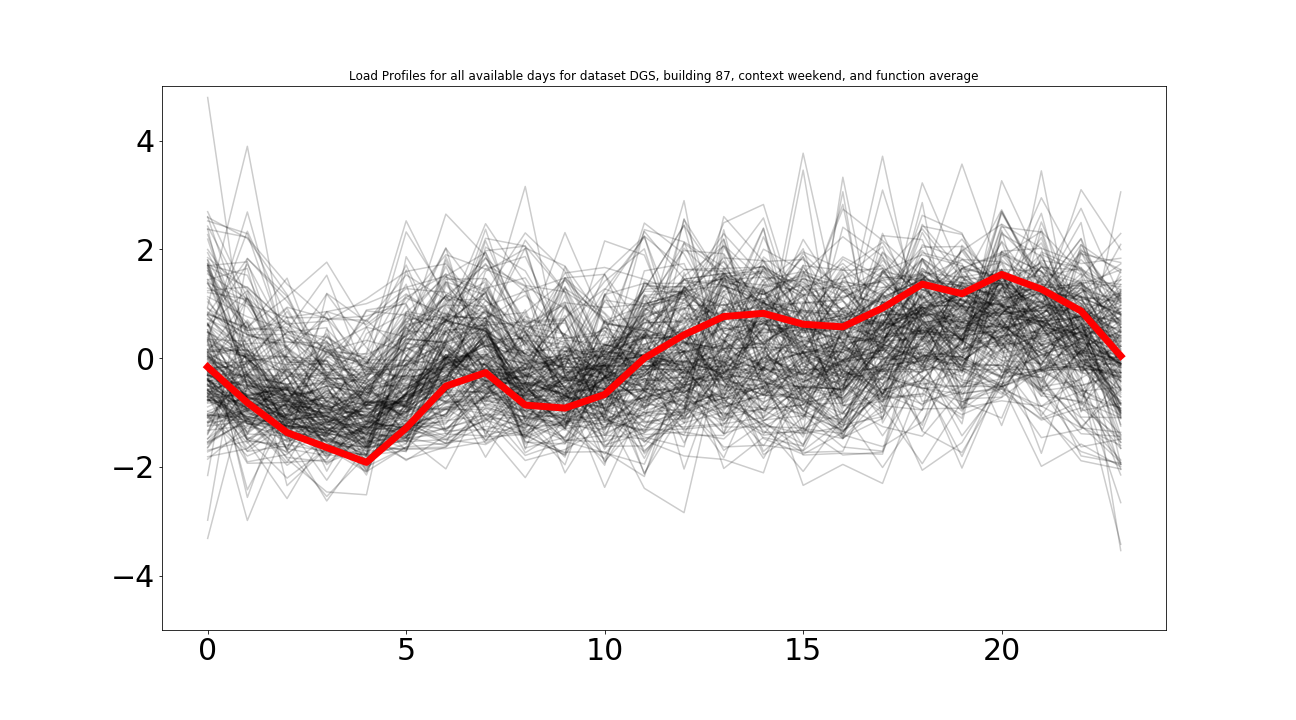 Load Profiles for all available days for dataset DGS, building 87, context weekend, and function average
4
2
0
−2
−4
0 5 10 15 20